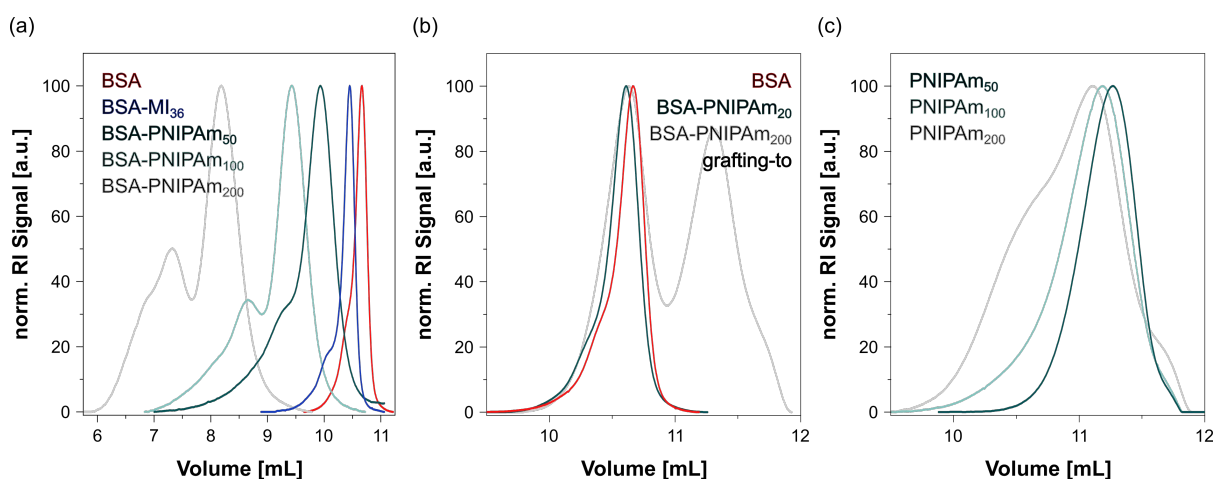 (a)
norm. RI Signal [a.u.]
100
80
60
40
20
0
BSA
BSA-MI36
BSA-PNIPAm50
BSA-PNIPAm100
BSA-PNIPAm200
6 7 8 9 10 11
Volume [mL]
(b)
norm. RI Signal [a.u.]
100
80
60
40
20
0
BSA
BSA-PNIPAm20
BSA-PNIPAm200
grafting-to
10 11 12
Volume [mL]
(c)
norm. RI Signal [a.u.]
100
80
60
40
20
0
PNIPAm50
PNIPAm100
PNIPAm200
10 11 12
Volume [mL]